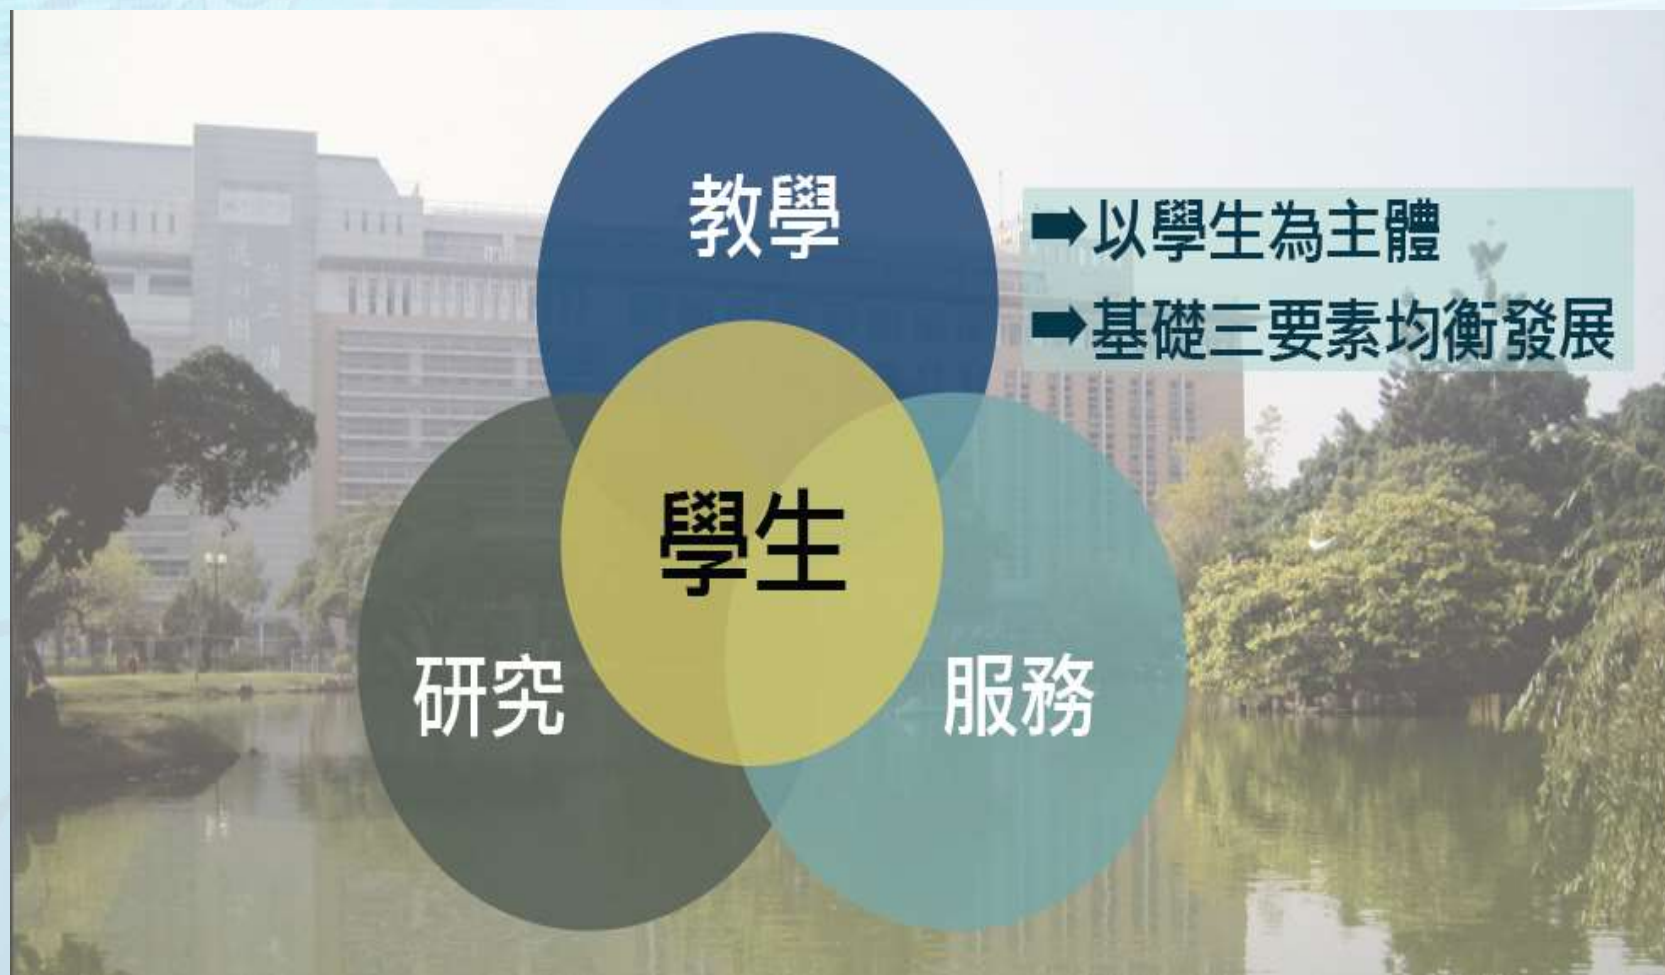 教學
➡以學生為主體
➡基礎三要素均衡發展
學生
研究
服務